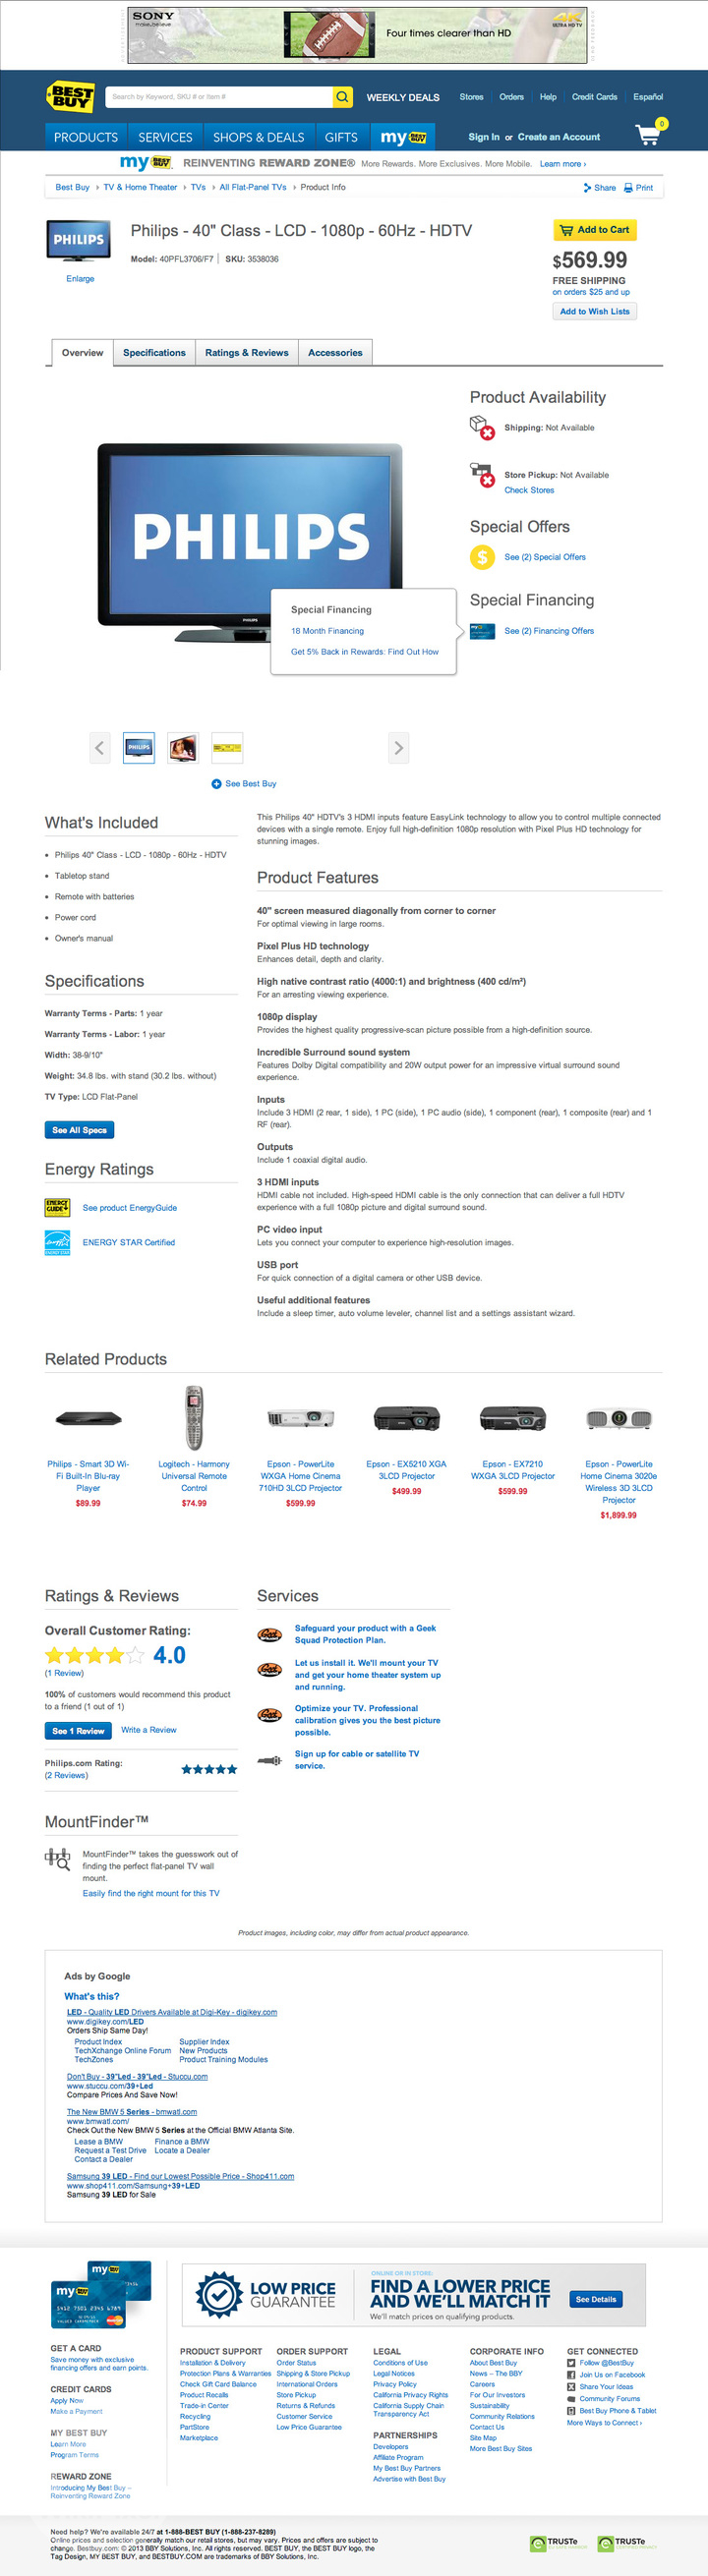 SONY
make.believe
Four times clearer than HD
4K
ULTRA HD TV
BEST BUY
Search by Keyword, SKU # or Item #
WEEKLY DEALS
Stores
Orders
Help
Credit Cards
Español
PRODUCTS
SERVICES
SHOPS & DEALS
GIFTS
my BEST BUY
Sign In or Create an Account
0
my BEST BUY REINVENTING REWARD ZONE® More Rewards. More Exclusives. More Mobile. Learn more ›
Best Buy › TV & Home Theater › TVs › All Flat-Panel TVs › Product Info
Share
Print
PHILIPS
Enlarge
Philips - 40" Class - LCD - 1080p - 60Hz - HDTV
Model: 40PFL3706/F7 | SKU: 3538036
Add to Cart
$569.99
FREE SHIPPING
on orders $25 and up
Add to Wish Lists
Overview
Specifications
Ratings & Reviews
Accessories
PHILIPS
PHILIPS
Product Availability
Shipping: Not Available
Store Pickup: Not Available
Check Stores
Special Offers
$
See (2) Special Offers
Special Financing
See (2) Financing Offers
Special Financing
18 Month Financing
Get 5% Back in Rewards: Find Out How
PHILIPS
See Best Buy
What's Included
• Philips 40" Class - LCD - 1080p - 60Hz - HDTV
• Tabletop stand
• Remote with batteries
• Power cord
• Owner's manual
Specifications
Warranty Terms - Parts: 1 year
Warranty Terms - Labor: 1 year
Width: 38-9/10"
Weight: 34.8 lbs. with stand (30.2 lbs. without)
TV Type: LCD Flat-Panel
See All Specs
Energy Ratings
ENERGY GUIDE
See product EnergyGuide
ENERGY STAR
ENERGY STAR Certified
This Philips 40" HDTV's 3 HDMI inputs feature EasyLink technology to allow you to control multiple connected
devices with a single remote. Enjoy full high-definition 1080p resolution with Pixel Plus HD technology for
stunning images.
Product Features
40" screen measured diagonally from corner to corner
For optimal viewing in large rooms.
Pixel Plus HD technology
Enhances detail, depth and clarity.
High native contrast ratio (4000:1) and brightness (400 cd/m²)
For an arresting viewing experience.
1080p display
Provides the highest quality progressive-scan picture possible from a high-definition source.
Incredible Surround sound system
Features Dolby Digital compatibility and 20W output power for an impressive virtual surround sound
experience.
Inputs
Include 3 HDMI (2 rear, 1 side), 1 PC (side), 1 PC audio (side), 1 component (rear), 1 composite (rear) and 1
RF (rear).
Outputs
Include 1 coaxial digital audio.
3 HDMI inputs
HDMI cable not included. High-speed HDMI cable is the only connection that can deliver a full HDTV
experience with a full 1080p picture and digital surround sound.
PC video input
Lets you connect your computer to experience high-resolution images.
USB port
For quick connection of a digital camera or other USB device.
Useful additional features
Include a sleep timer, auto volume leveler, channel list and a settings assistant wizard.
Related Products
Philips - Smart 3D Wi-
Fi Built-In Blu-ray
Player
$89.99
Logitech - Harmony
Universal Remote
Control
$74.99
Epson - PowerLite
WXGA Home Cinema
710HD 3LCD Projector
$599.99
Epson - EX5210 XGA
3LCD Projector
$499.99
Epson - EX7210
WXGA 3LCD Projector
$599.99
Epson - PowerLite
Home Cinema 3020e
Wireless 3D 3LCD
Projector
$1,899.99
Ratings & Reviews
Overall Customer Rating:
4.0
(1 Review)
100% of customers would recommend this product
to a friend (1 out of 1)
See 1 Review
Write a Review
Philips.com Rating:
(2 Reviews)
Services
Safeguard your product with a Geek
Squad Protection Plan.
Let us install it. We'll mount your TV
and get your home theater system up
and running.
Optimize your TV. Professional
calibration gives you the best picture
possible.
Sign up for cable or satellite TV
service.
MountFinder™
MountFinder™ takes the guesswork out of
finding the perfect flat-panel TV wall
mount.
Easily find the right mount for this TV
Product images, including color, may differ from actual product appearance.
Ads by Google
What's this?
LED - Quality LED Drivers Available at Digi-Key - digikey.com
www.digikey.com/LED
Orders Ship Same Day!
Product Index
Supplier Index
TechXchange Online Forum
New Products
TechZones
Product Training Modules
Don't Buy - 39"Led - 39"Led - Stuccu.com
www.stuccu.com/39+Led
Compare Prices And Save Now!
The New BMW 5 Series - bmwatl.com
www.bmwatl.com/
Check Out the New BMW 5 Series at the Official BMW Atlanta Site.
Lease a BMW
Finance a BMW
Request a Test Drive
Locate a Dealer
Contact a Dealer
Samsung 39 LED - Find our Lowest Possible Price - Shop411.com
www.shop411.com/Samsung+39+LED
Samsung 39 LED for Sale
my BEST BUY
my BEST BUY
LOW PRICE
GUARANTEE
ONLINE OR IN STORE:
FIND A LOWER PRICE
AND WE'LL MATCH IT
We'll match prices on qualifying products.
See Details
GET A CARD
Save money with exclusive
financing offers and earn points.
CREDIT CARDS
Apply Now
Make a Payment
MY BEST BUY
Learn More
Program Terms
REWARD ZONE
Introducing My Best Buy –
Reinventing Reward Zone
PRODUCT SUPPORT
Installation & Delivery
Protection Plans & Warranties
Check Gift Card Balance
Product Recalls
Trade-in Center
Recycling
PartStore
Marketplace
ORDER SUPPORT
Order Status
Shipping & Store Pickup
International Orders
Store Pickup
Returns & Refunds
Customer Service
Low Price Guarantee
LEGAL
Conditions of Use
Legal Notices
Privacy Policy
California Privacy Rights
California Supply Chain
Transparency Act
PARTNERSHIPS
Developers
Affiliate Program
My Best Buy Partners
Advertise with Best Buy
CORPORATE INFO
About Best Buy
News – The BBY
Careers
For Our Investors
Sustainability
Community Relations
Contact Us
Site Map
More Best Buy Sites
GET CONNECTED
Follow @BestBuy
Join Us on Facebook
Share Your Ideas
Community Forums
Best Buy Phone & Tablet
More Ways to Connect ›
Need help? We're available 24/7 at 1-888-BEST BUY (1-888-237-8289)
Online prices and selection generally match our retail stores, but may vary. Prices and offers are subject to
change. Bestbuy.com: © 2013 BBY Solutions, Inc. All rights reserved. BEST BUY, the BEST BUY logo, the
Tag Design, MY BEST BUY, and BESTBUY.COM are trademarks of BBY Solutions, Inc.
TRUSTe
TRUSTe